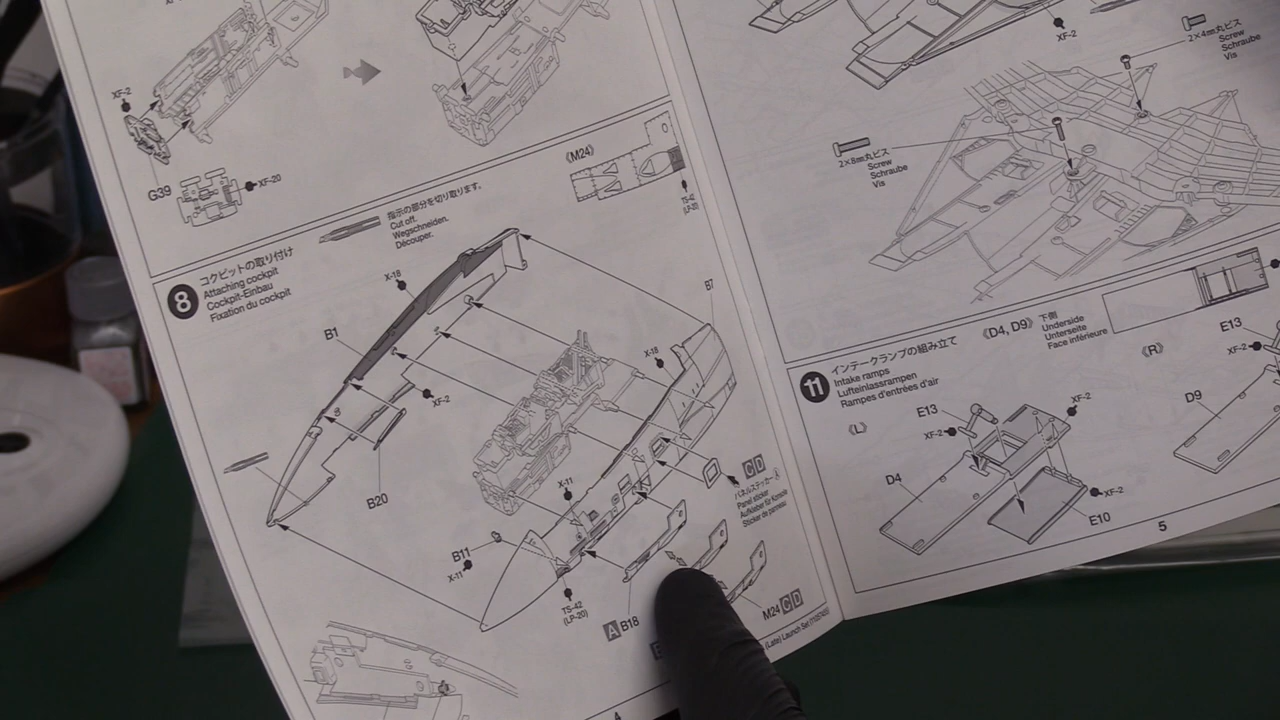 XF-2
G39
XF-20
指示の部分を切り取ります。
Cut off.
Wegschneiden.
Découper.
《M24》
TS-42
(LP-20)
8
コクピットの取り付け
Attaching cockpit
Cockpit-Einbau
Fixation du cockpit
X-18
B1
B7
X-18
XF-2
B20
X-11
B11
X-11
TS-42
(LP-20)
C D
パネルステッカー
Panel sticker
Aufkleber für Konsole
Sticker de panneau
A B18
M24 C D
(Late) Launch Set
4
XF-2
2×4mm丸ビス
Screw
Schraube
Vis
2×8mm丸ビス
Screw
Schraube
Vis
11
インテークランプの組み立て
Intake ramps
Lufteinlassrampen
Rampes d'entrées d'air
《D4, D9》
下側
Underside
Unterseite
Face inférieure
《L》
E13
XF-2
XF-2
D4
XF-2
E10
《R》
E13
XF-2
D9
5